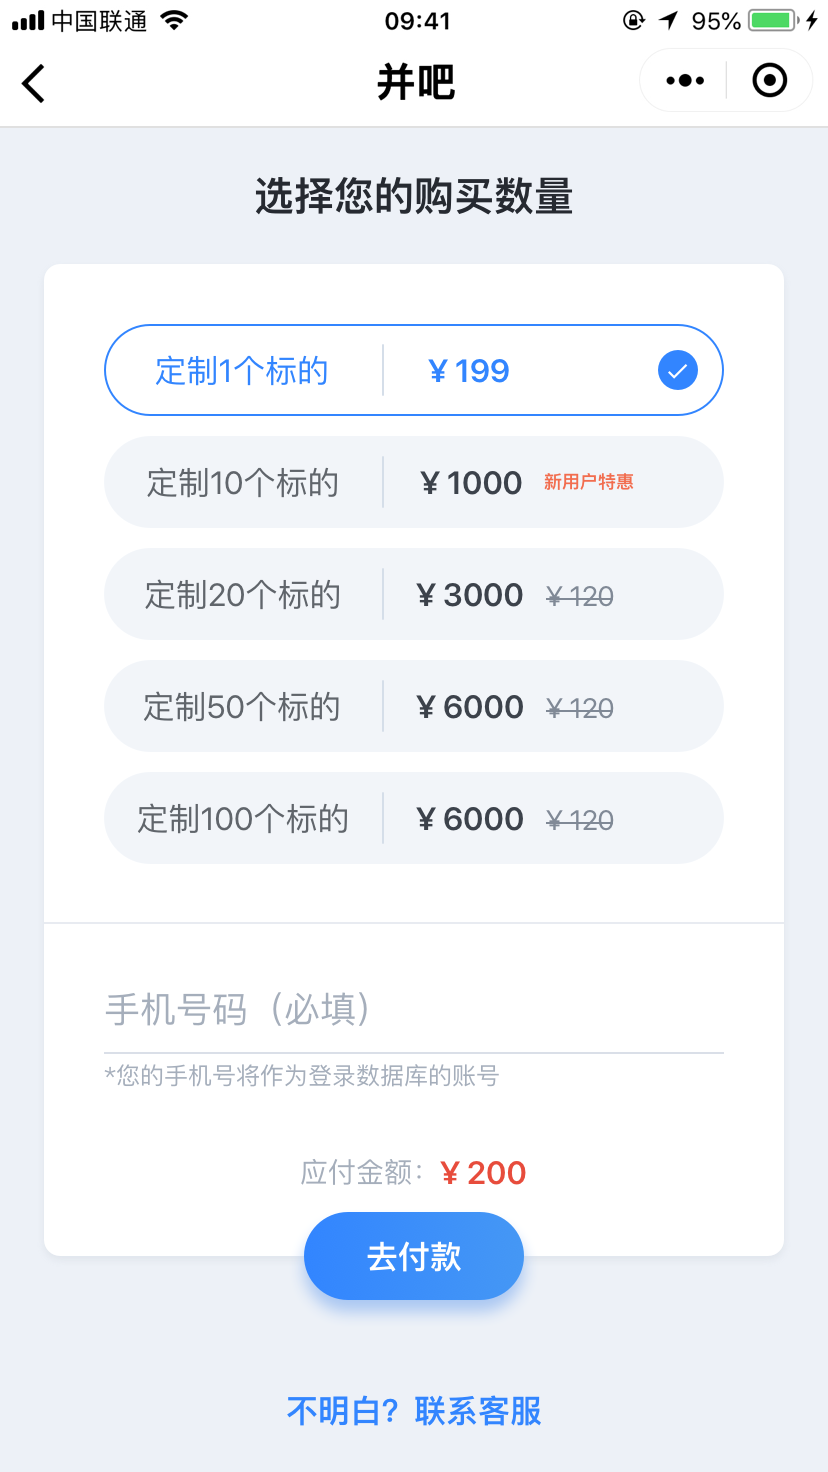 中国联通 09:41 95%
并吧
选择您的购买数量
定制1个标的 ¥199
定制10个标的 ¥1000 新用户特惠
定制20个标的 ¥3000 ¥120
定制50个标的 ¥6000 ¥120
定制100个标的 ¥6000 ¥120
手机号码（必填）
*您的手机号将作为登录数据库的账号
应付金额：¥200
去付款
不明白？联系客服